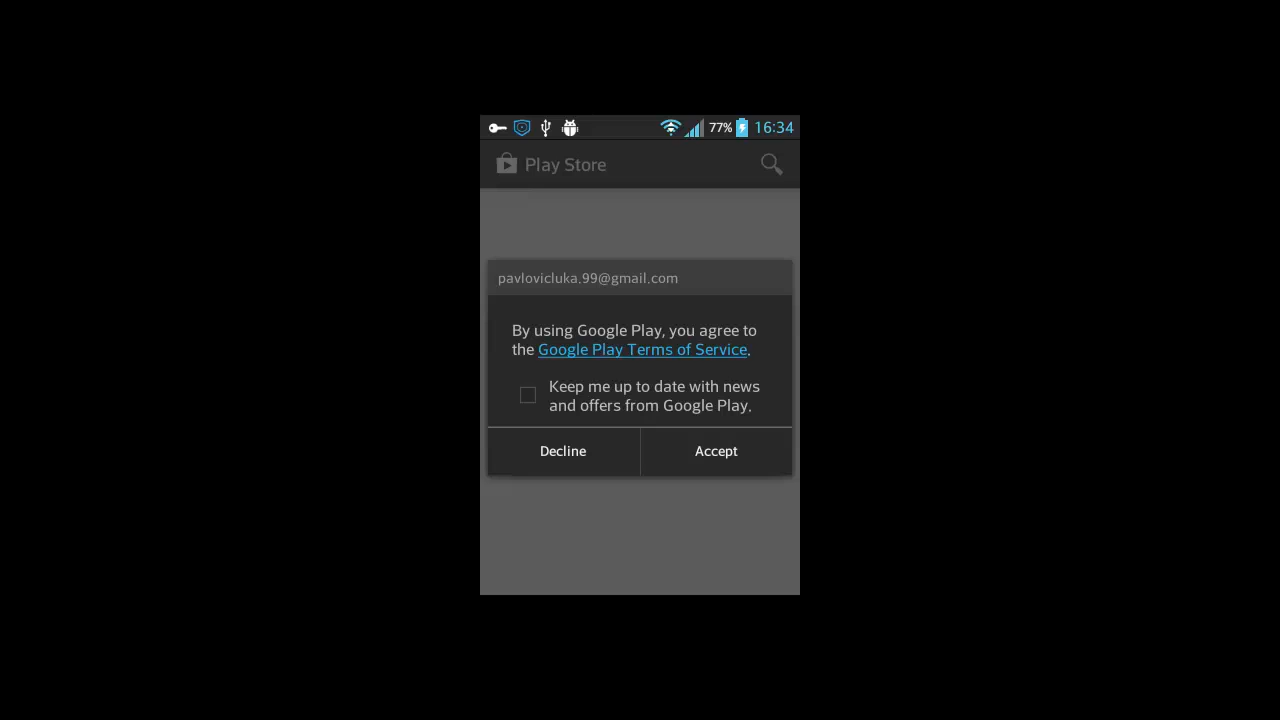 77% 16:34
Play Store
pavlovicluka.99@gmail.com
By using Google Play, you agree to
the Google Play Terms of Service.
Keep me up to date with news
and offers from Google Play.
Decline Accept